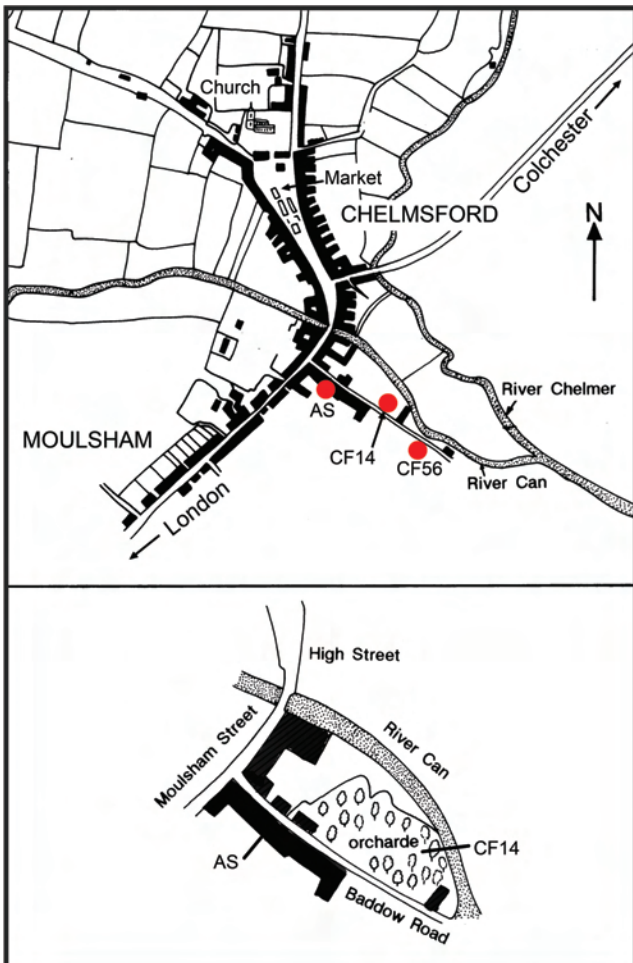 Church
Market
CHELMSFORD
Colchester
N
River Chelmer
AS
MOULSHAM
CF14
CF56
River Can
London
High Street
Moulsham Street
River Can
orcharde
CF14
AS
Baddow Road